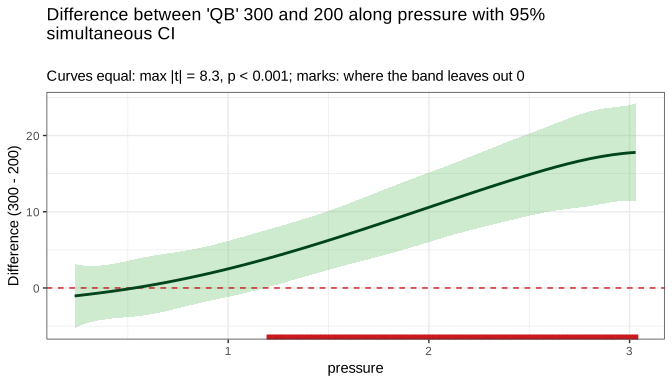 Difference between 'QB' 300 and 200 along pressure with 95%
simultaneous CI
Curves equal: max |t| = 8.3, p < 0.001; marks: where the band leaves out 0
Difference (300 - 200)
20
10
0
1
2
3
pressure